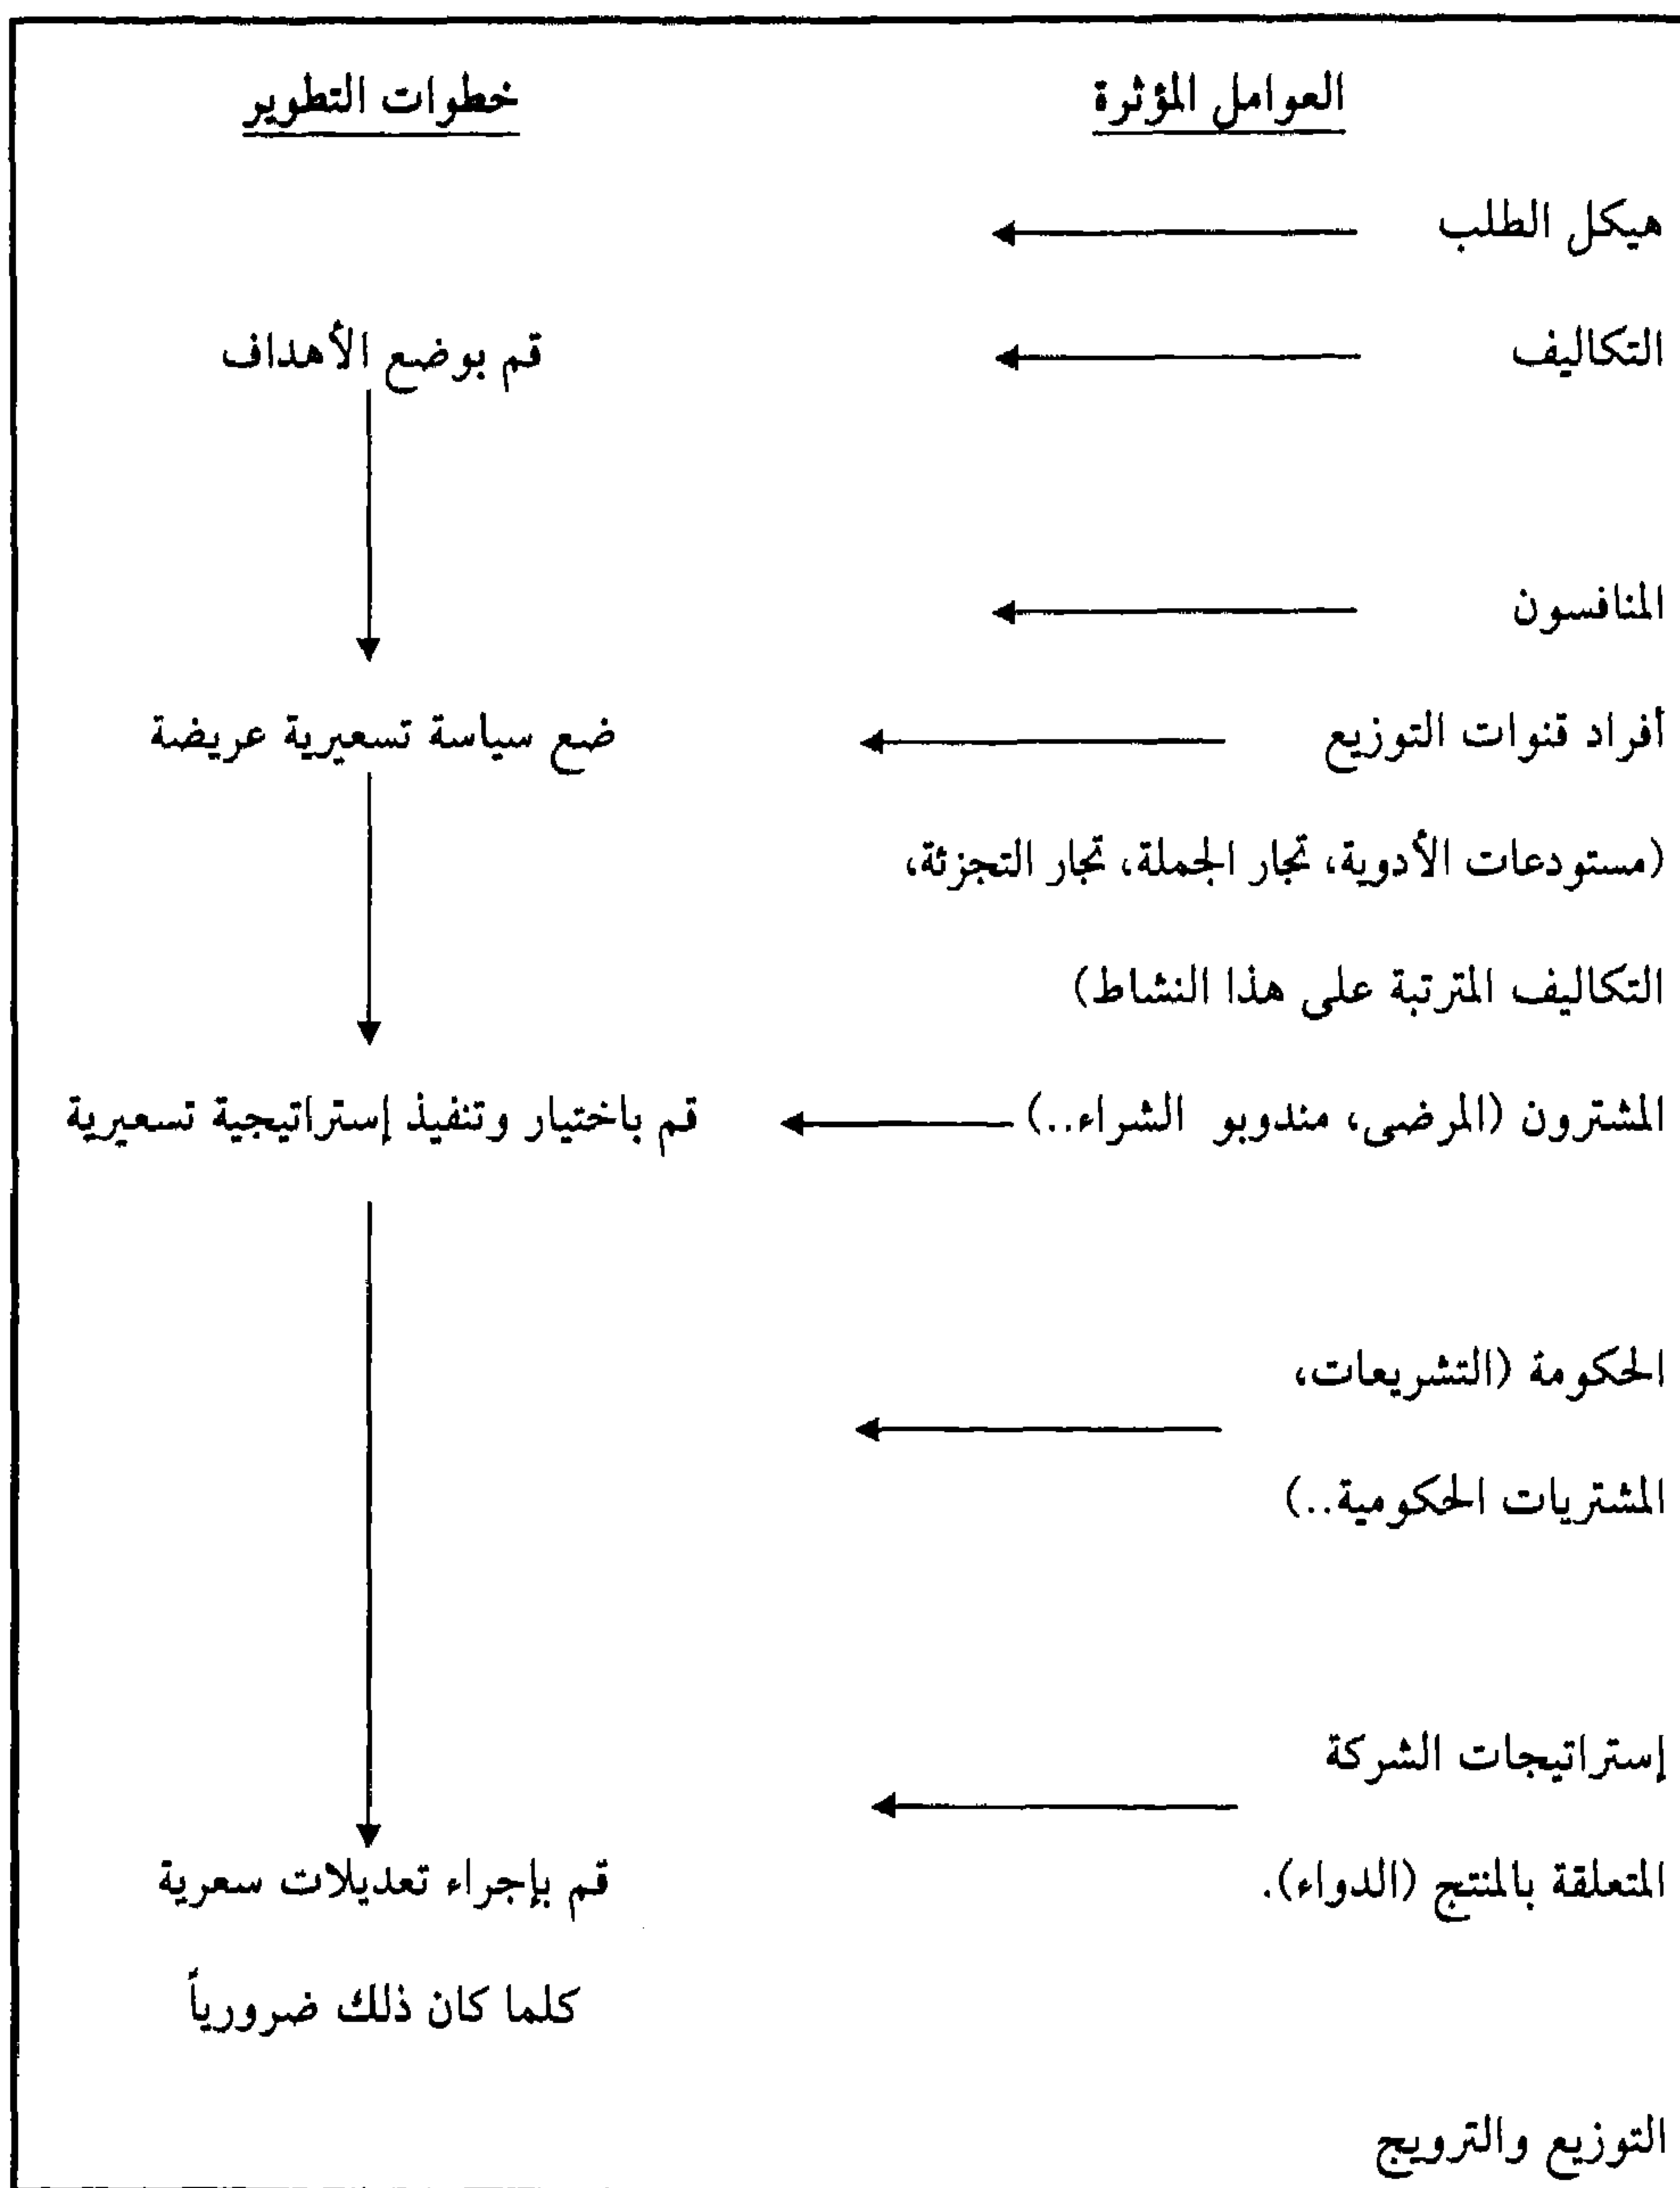 العوامل المؤثرة
خطوات التطوير
هيكل الطلب
التكاليف
قم بوضع الأهداف
المنافسون
أفراد قنوات التوزيع
ضع سياسة تسعيرية عريضة
(مستودعات الأدوية، تجار الجملة، تجار التجزئة،
التكاليف المترتبة على هذا النشاط)
المشترون (المرضى، مندوبو الشراء..)
قم باختيار وتنفيذ إستراتيجية تسعيرية
الحكومة (التشريعات،
المشتريات الحكومية..)
إستراتيجات الشركة
المتعلقة بالمنتج (الدواء).
قم بإجراء تعديلات سعرية
كلما كان ذلك ضرورياً
التوزيع والترويج